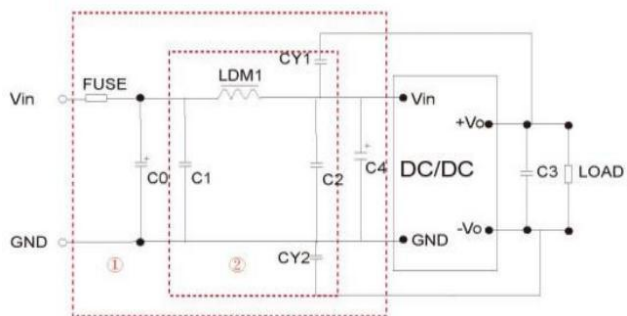 CY1
FUSE
LDM1
Vin
Vin
+Vo
C0
+
C1
C2
+
C4
DC/DC
C3
LOAD
GND
①
②
CY2
GND
-Vo